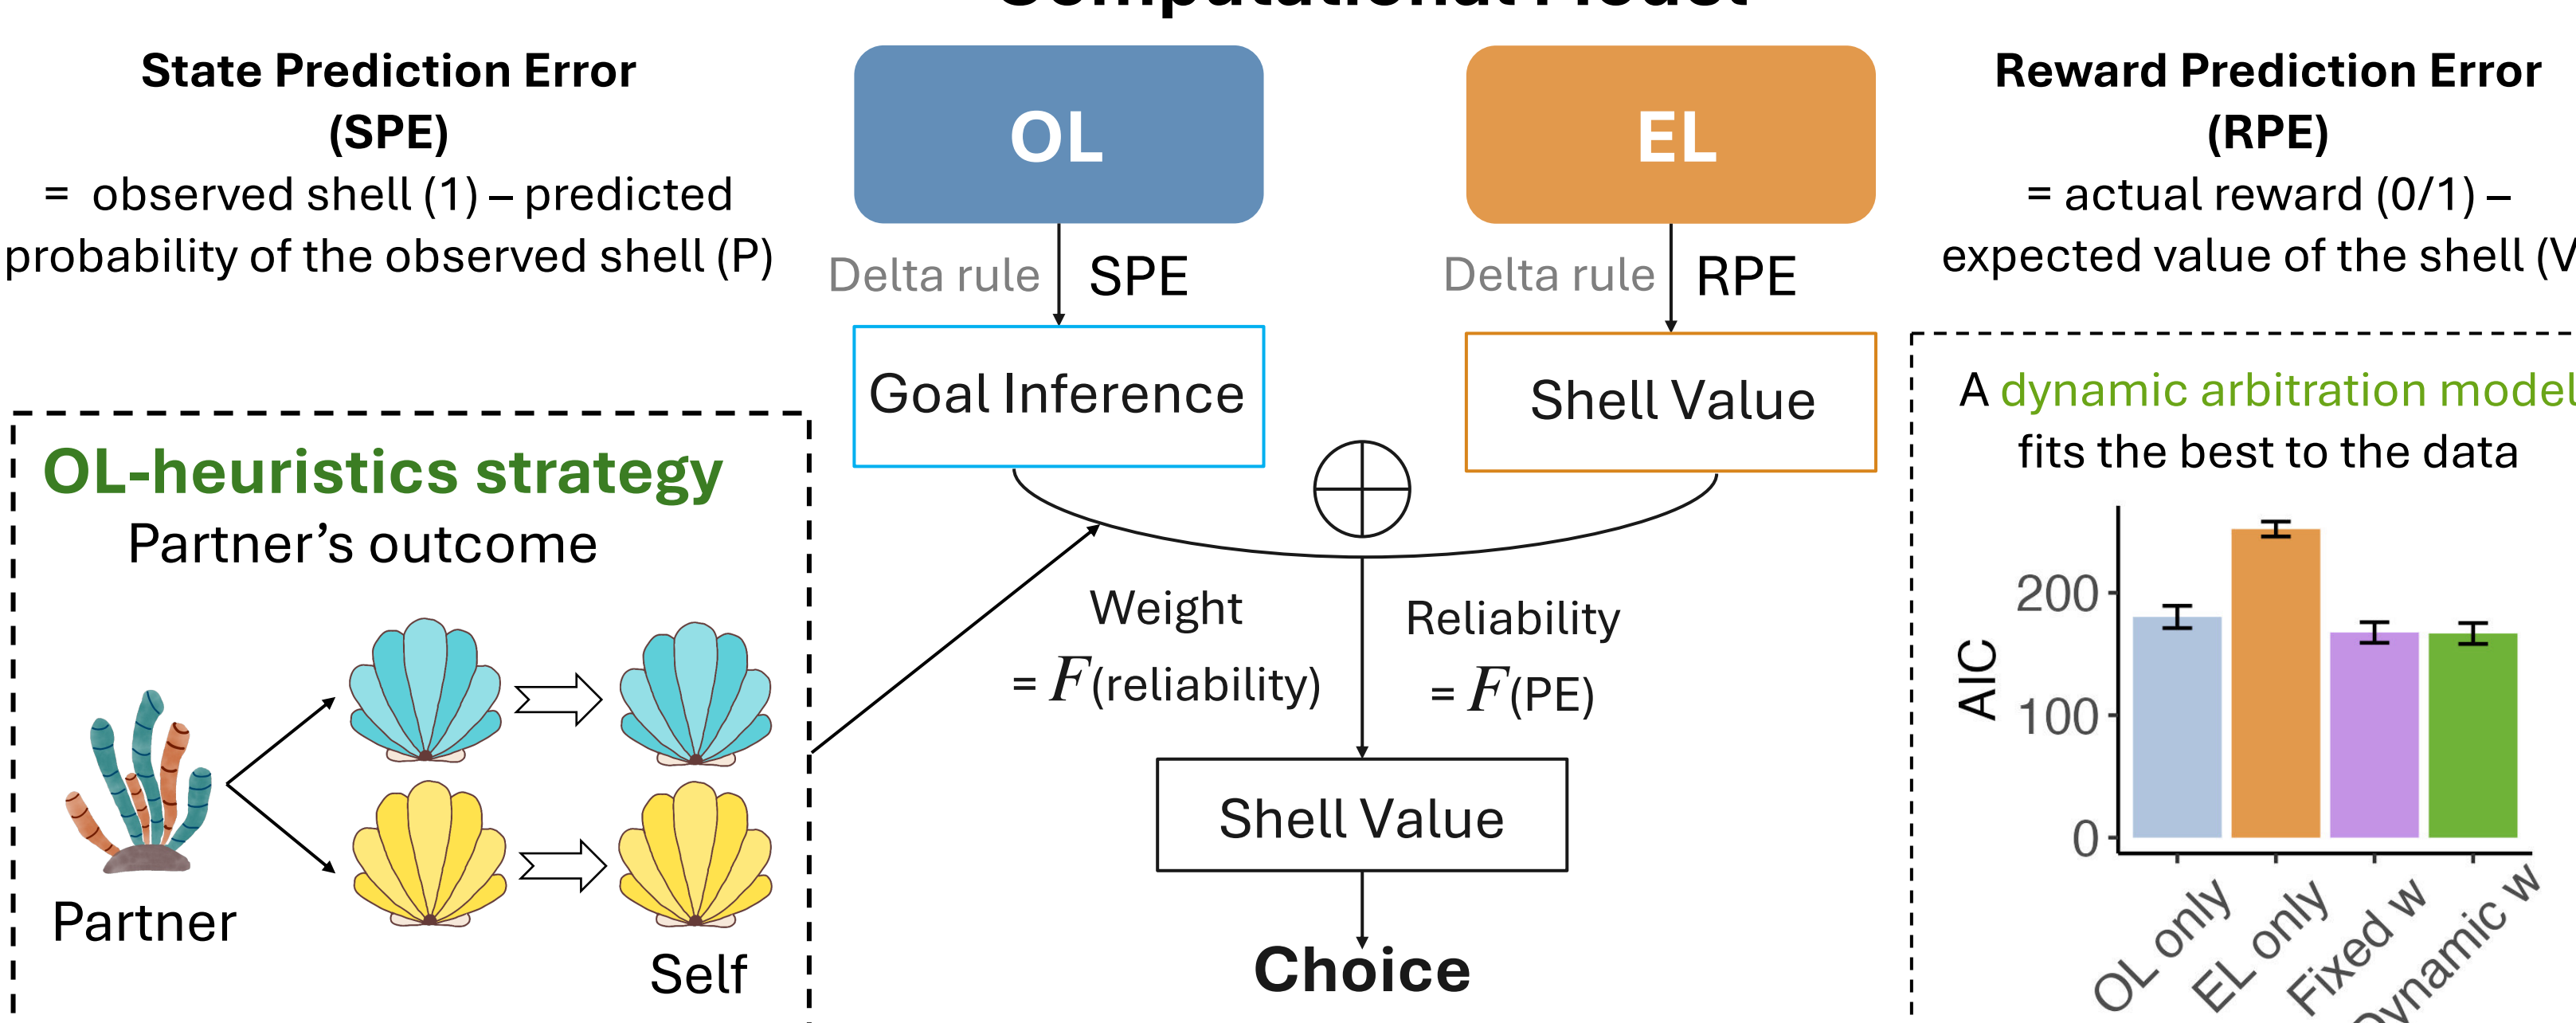 Computational Model
State Prediction Error
(SPE)
= observed shell (1) – predicted
probability of the observed shell (P)
OL
EL
Reward Prediction Error
(RPE)
= actual reward (0/1) –
expected value of the shell (V
Delta rule
SPE
Delta rule
RPE
Goal Inference
Shell Value
OL-heuristics strategy
Partner's outcome
Partner
Self
Weight
= F(reliability)
Reliability
= F(PE)
Shell Value
Choice
A dynamic arbitration model
fits the best to the data
AIC
200
100
0
OL only
EL only
Fixed w
Dynamic w